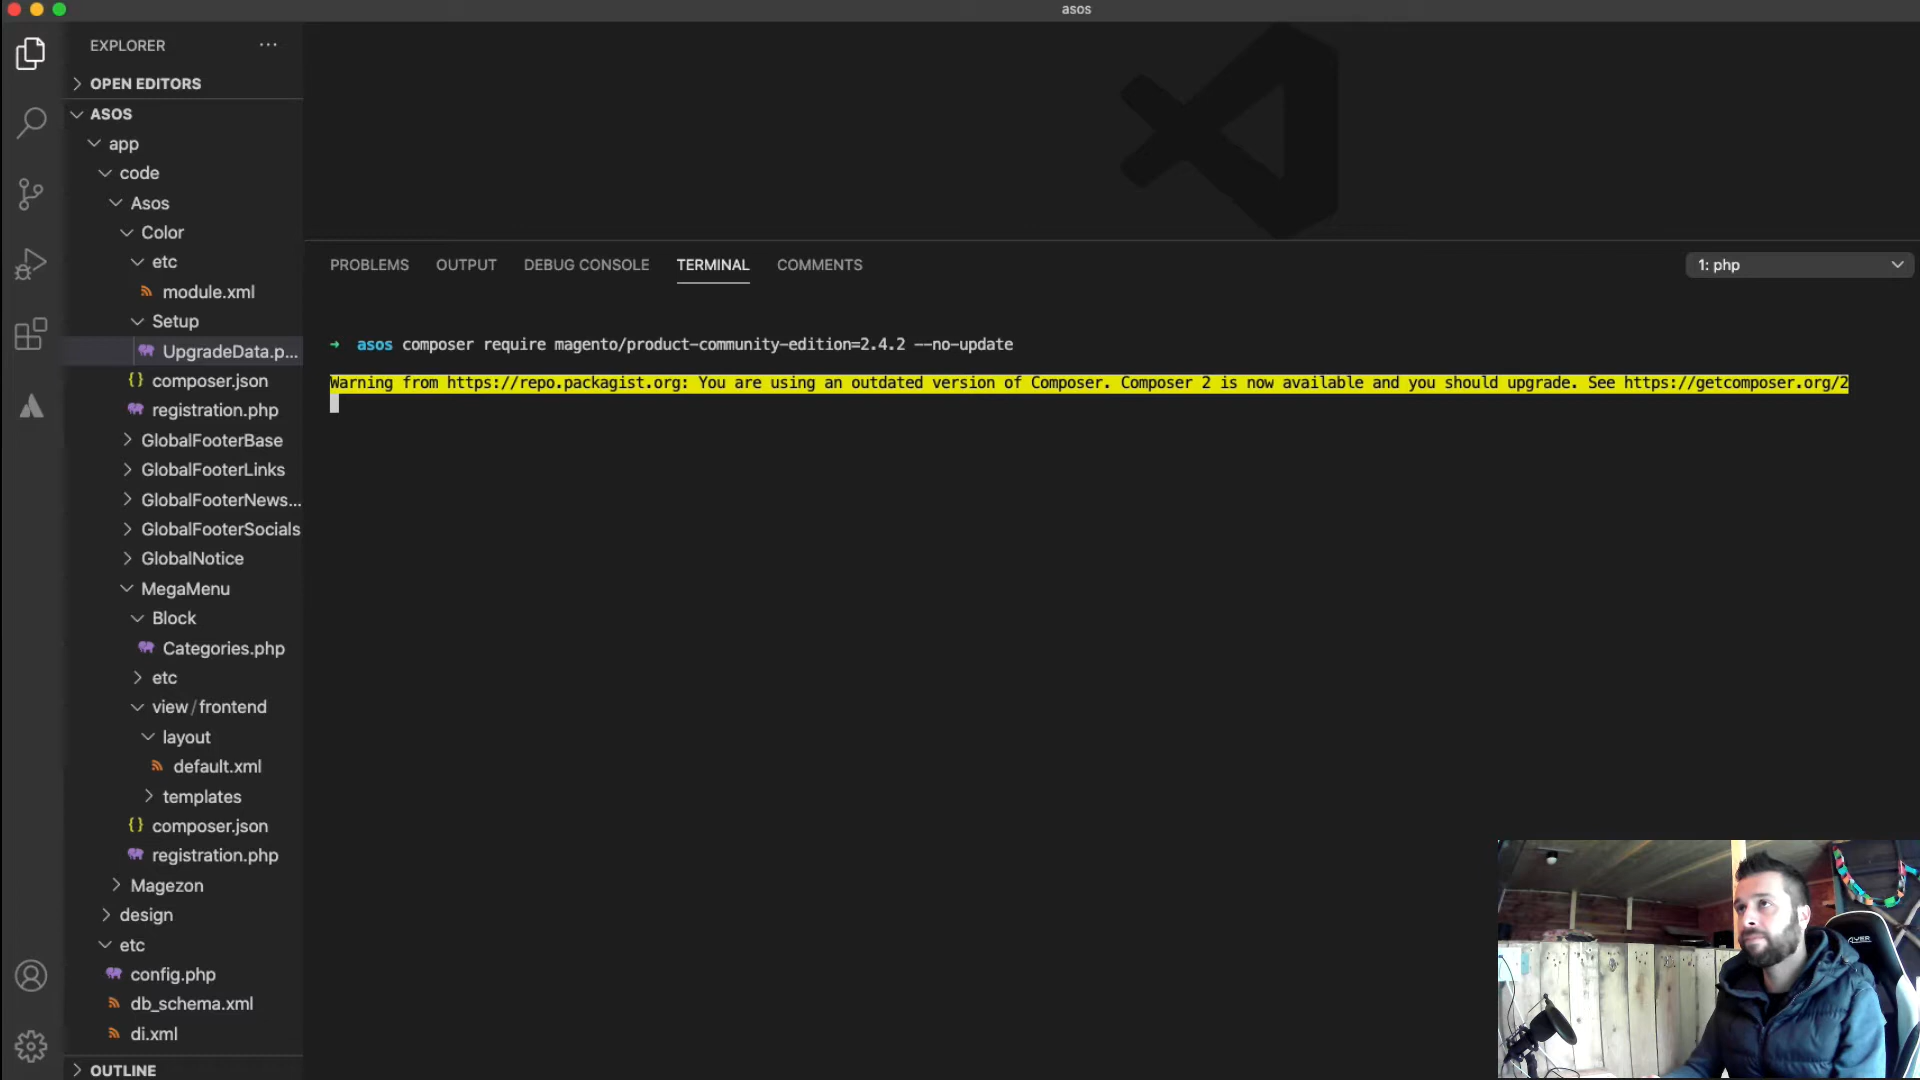 asos
EXPLORER
OPEN EDITORS
ASOS
app
code
Asos
Color
etc
module.xml
Setup
UpgradeData.p...
composer.json
registration.php
GlobalFooterBase
GlobalFooterLinks
GlobalFooterNews...
GlobalFooterSocials
GlobalNotice
MegaMenu
Block
Categories.php
etc
view/frontend
layout
default.xml
templates
composer.json
registration.php
Magezon
design
etc
config.php
db_schema.xml
di.xml
OUTLINE
PROBLEMS OUTPUT DEBUG CONSOLE TERMINAL COMMENTS
1: php
→ asos composer require magento/product-community-edition=2.4.2 --no-update
Warning from https://repo.packagist.org: You are using an outdated version of Composer. Composer 2 is now available and you should upgrade. See https://getcomposer.org/2